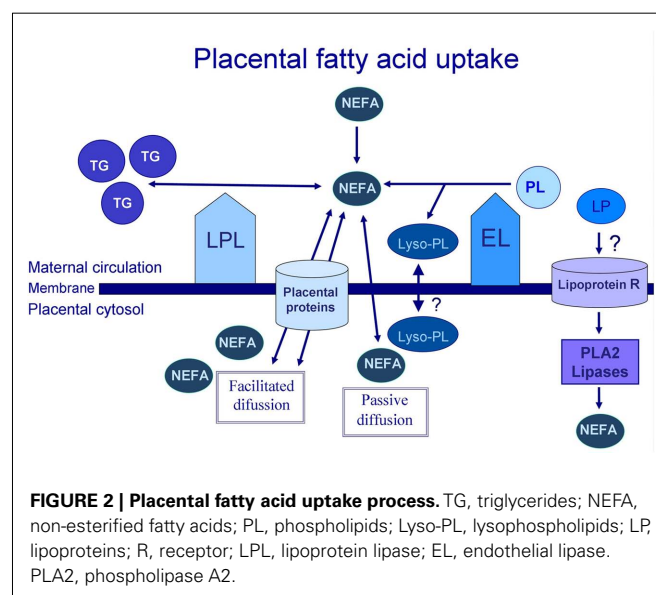 Placental fatty acid uptake
NEFA
TG
TG
TG
NEFA
PL
LP
LPL
Lyso-PL
EL
?
Maternal circulation
Membrane
Placental cytosol
Placental
proteins
Lipoprotein R
?
Lyso-PL
NEFA
NEFA
Facilitated
difussion
NEFA
Passive
diffusion
PLA2
Lipases
NEFA
FIGURE 2 | Placental fatty acid uptake process. TG, triglycerides; NEFA,
non-esterified fatty acids; PL, phospholipids; Lyso-PL, lysophospholipids; LP,
lipoproteins; R, receptor; LPL, lipoprotein lipase; EL, endothelial lipase.
PLA2, phospholipase A2.